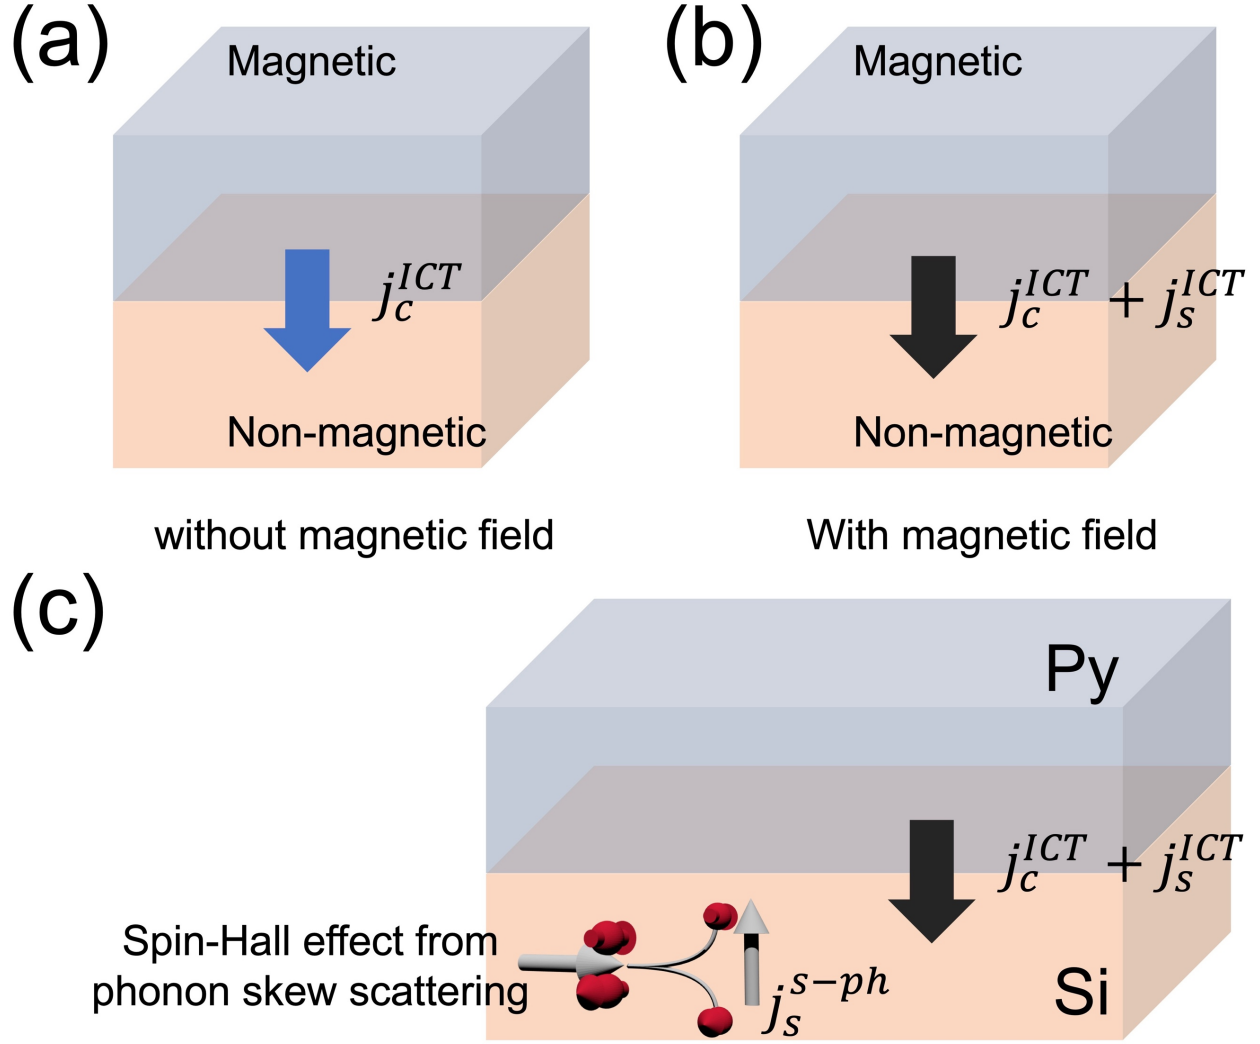 (a)
Magnetic
j_c^{ICT}
Non-magnetic
without magnetic field
(b)
Magnetic
j_c^{ICT} + j_s^{ICT}
Non-magnetic
With magnetic field
(c)
Py
j_c^{ICT} + j_s^{ICT}
Spin-Hall effect from
phonon skew scattering
j_s^{s-ph}
Si